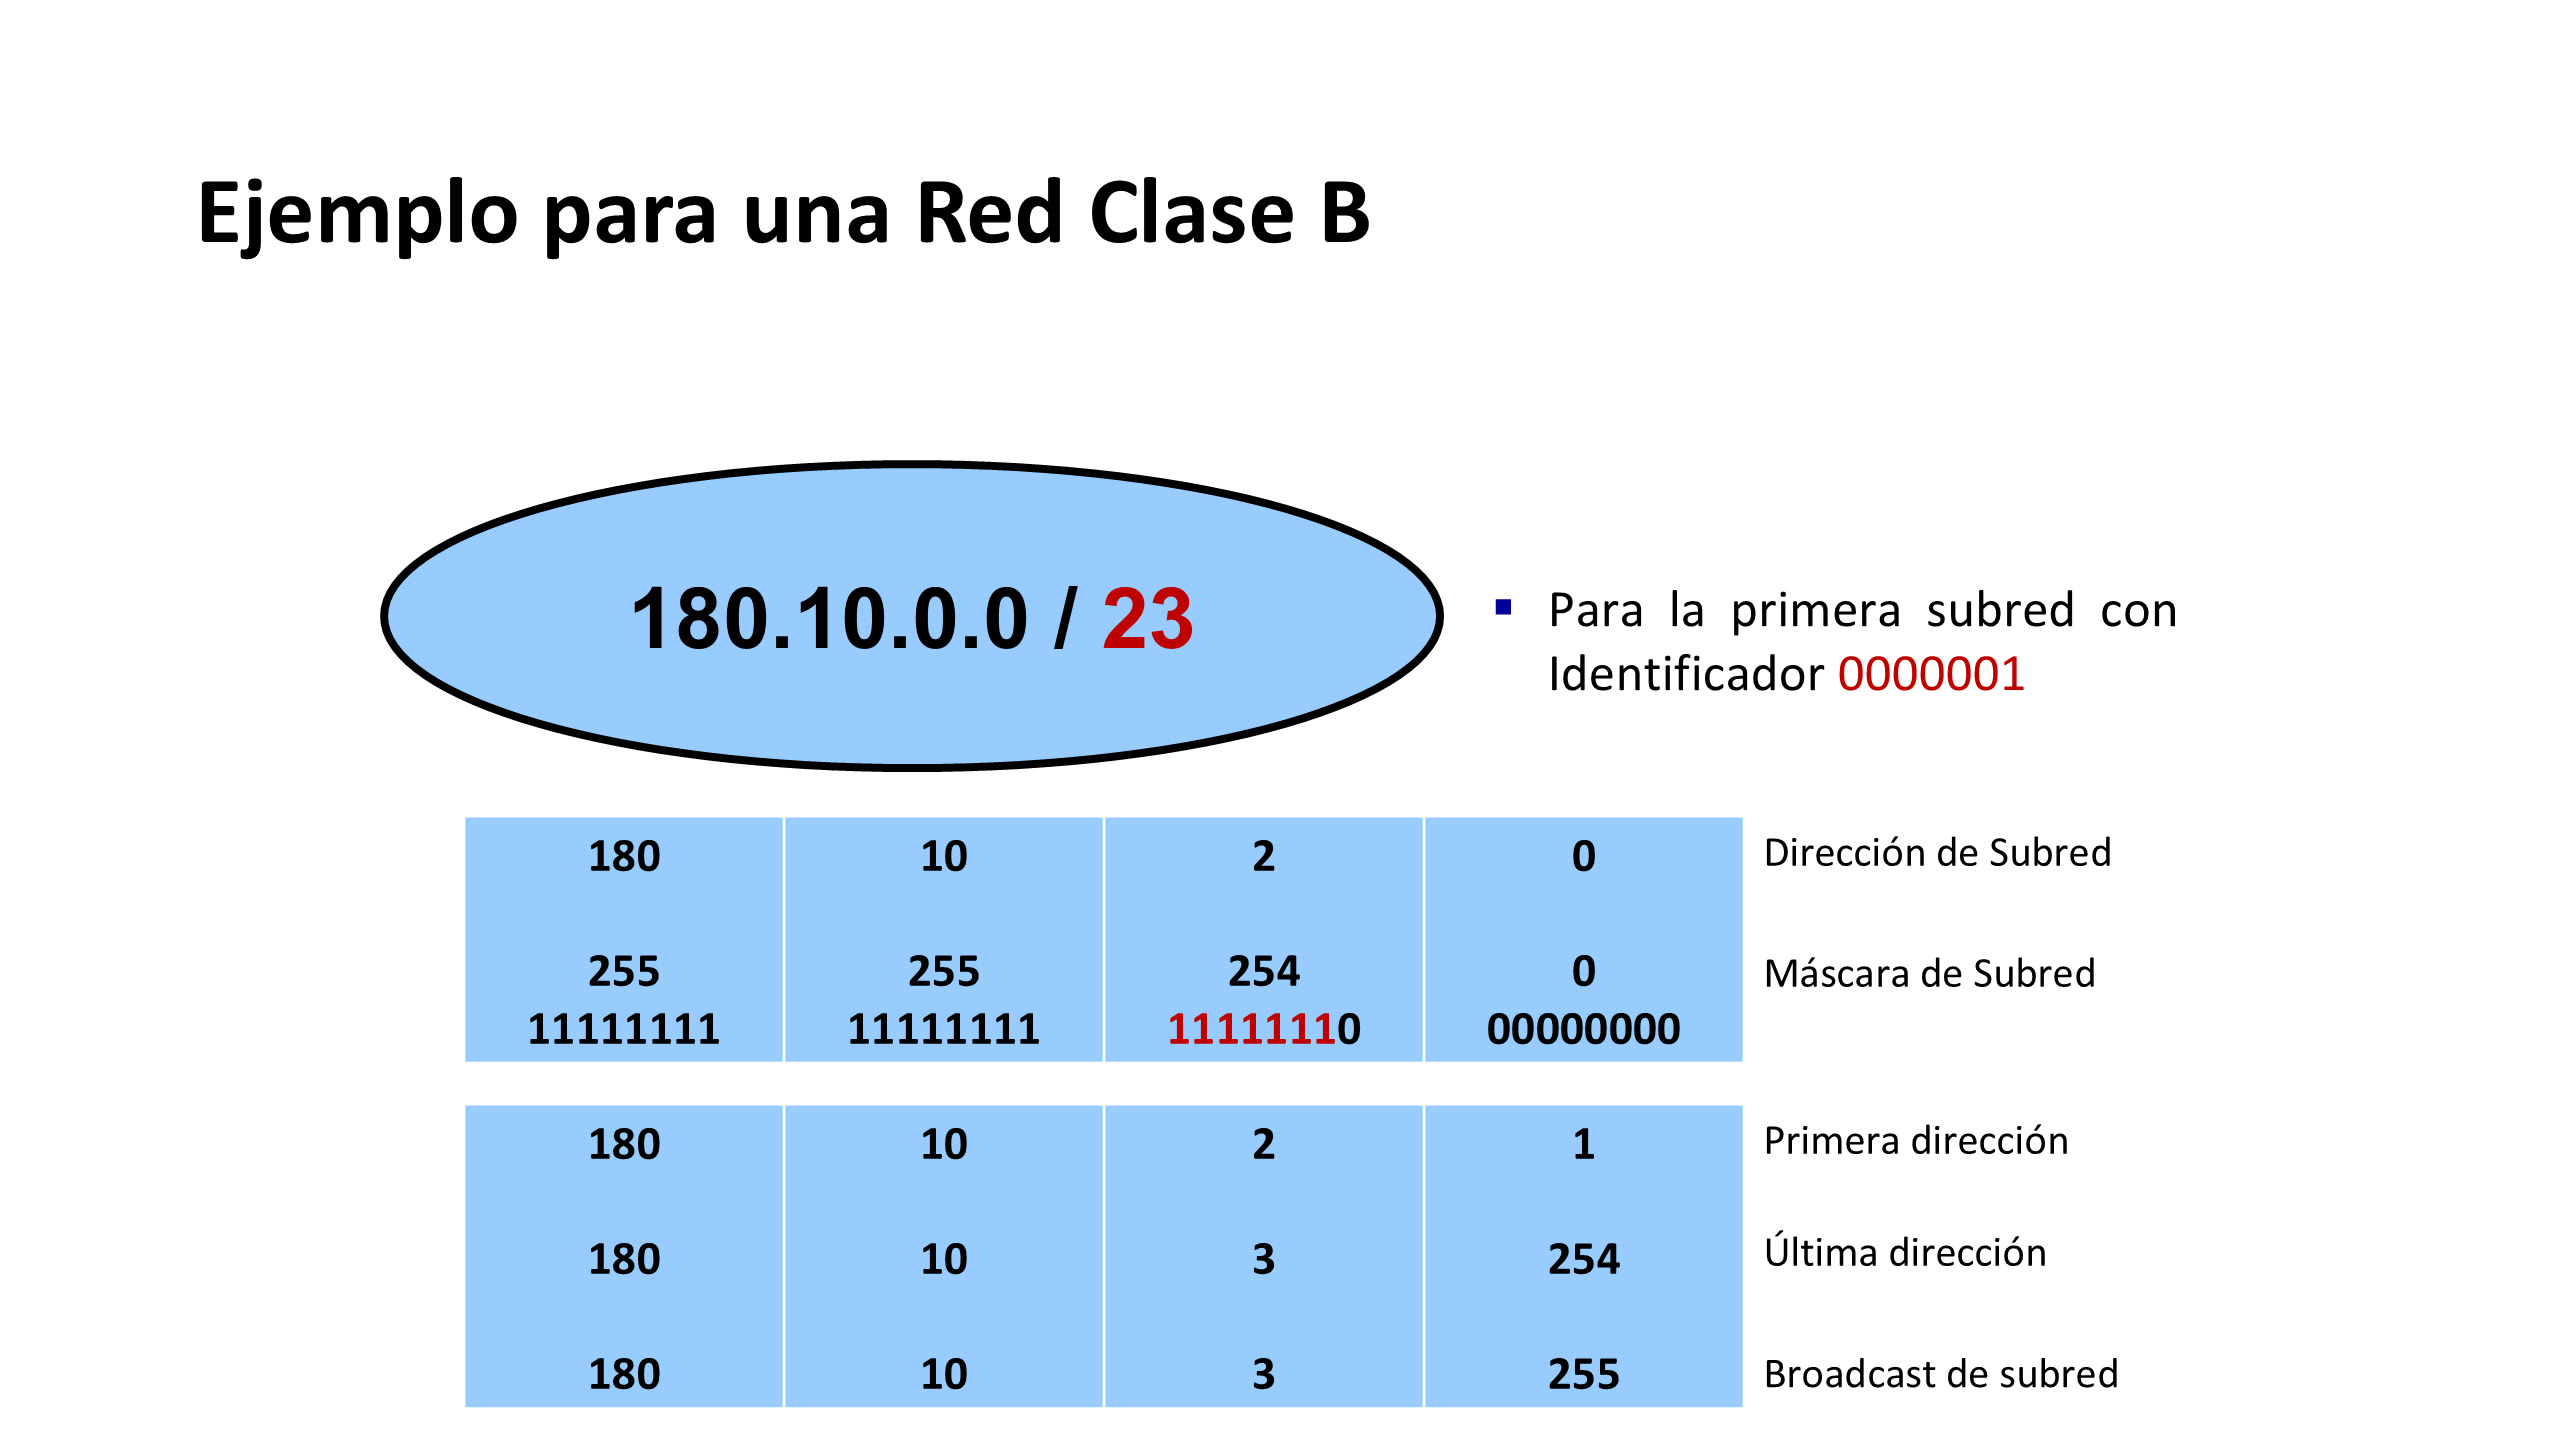 Ejemplo para una Red Clase B
180.10.0.0 / 23
▪ Para la primera subred con
Identificador 0000001
180 10 2 0 Dirección de Subred
255 255 254 0 Máscara de Subred
11111111 11111111 11111110 00000000
180 10 2 1 Primera dirección
180 10 3 254 Última dirección
180 10 3 255 Broadcast de subred